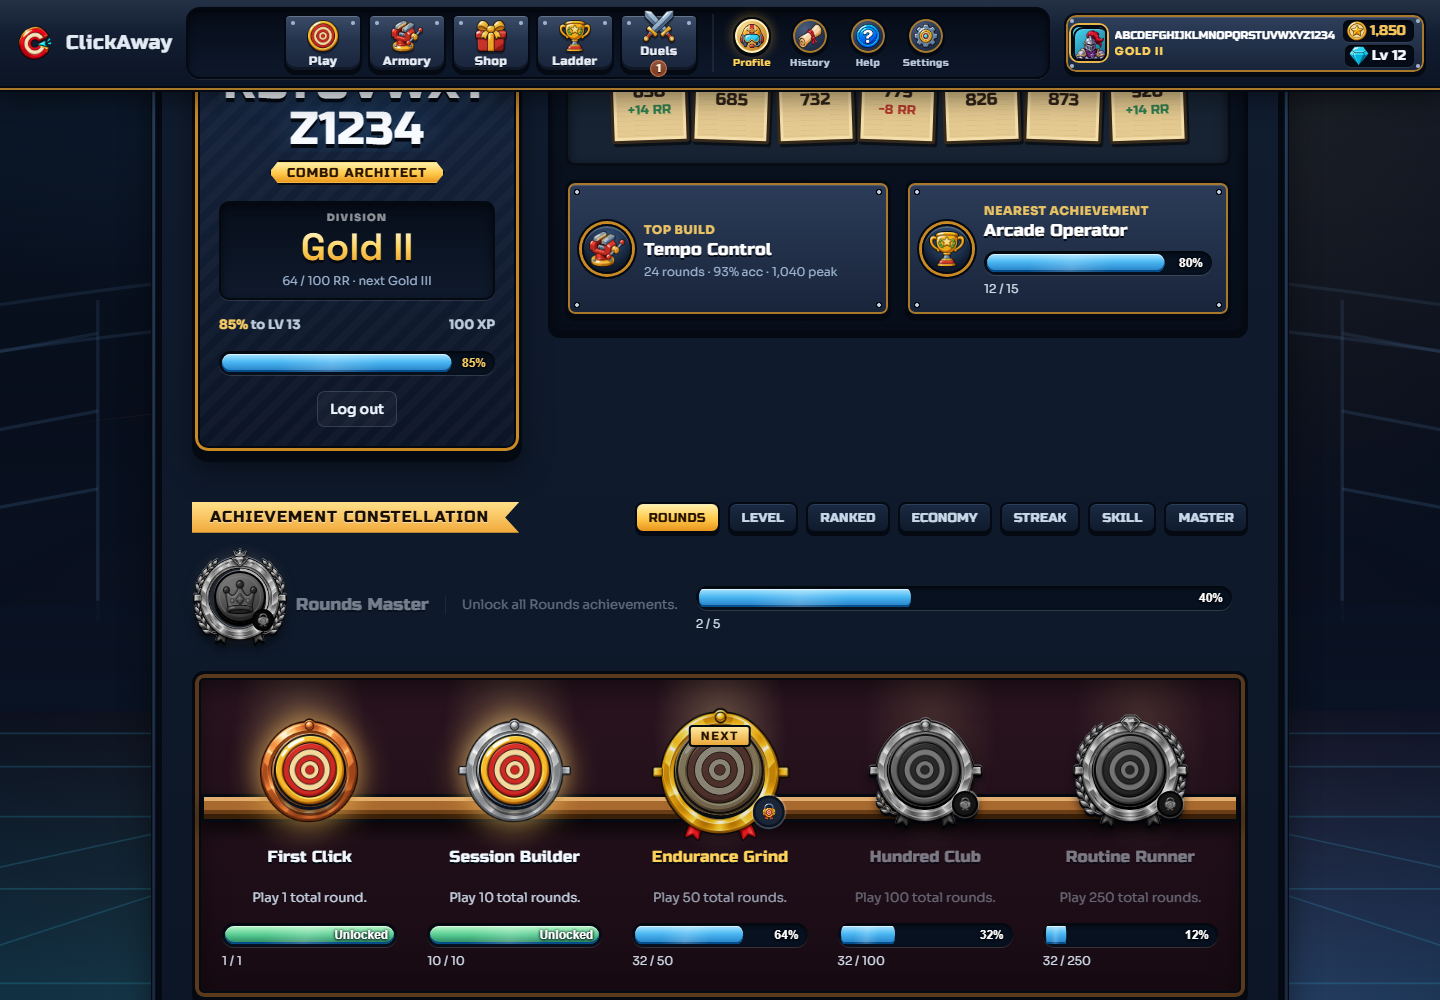 ClickAway
Play
Armory
Shop
Ladder
Duels
1
Profile
History
Help
Settings
ABCDEFGHIJKLMNOPQRSTUVWXYZ1234
GOLD II
1,850
Lv 12
Z1234
COMBO ARCHITECT
DIVISION
Gold II
64 / 100 RR · next Gold III
85% to LV 13
100 XP
85%
Log out
+14 RR
685
732
-8 RR
826
873
+14 RR
TOP BUILD
Tempo Control
24 rounds · 93% acc · 1,040 peak
NEAREST ACHIEVEMENT
Arcade Operator
80%
12 / 15
ACHIEVEMENT CONSTELLATION
ROUNDS
LEVEL
RANKED
ECONOMY
STREAK
SKILL
MASTER
Rounds Master
Unlock all Rounds achievements.
40%
2 / 5
NEXT
First Click
Play 1 total round.
Unlocked
1 / 1
Session Builder
Play 10 total rounds.
Unlocked
10 / 10
Endurance Grind
Play 50 total rounds.
64%
32 / 50
Hundred Club
Play 100 total rounds.
32%
32 / 100
Routine Runner
Play 250 total rounds.
12%
32 / 250